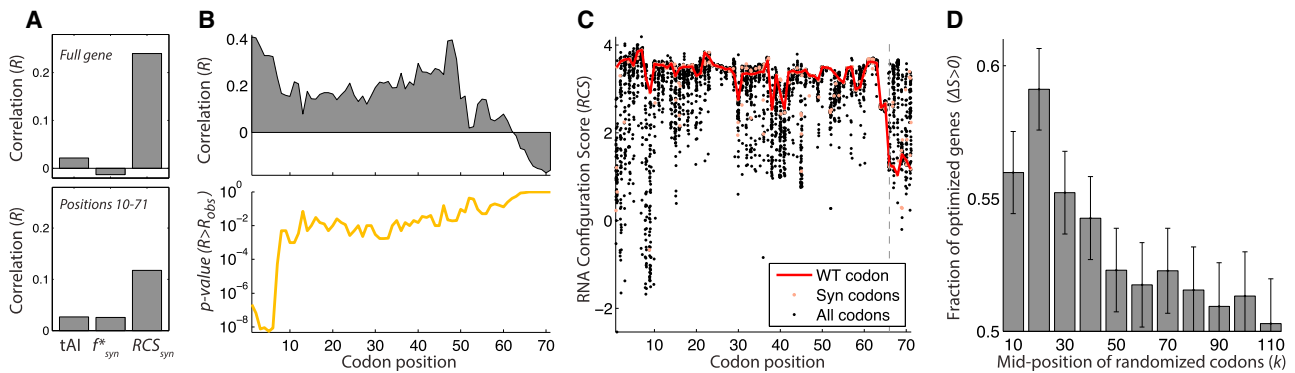 A
Full gene
Correlation (R)
0.2
0.1
0
Positions 10-71
Correlation (R)
0.2
0.1
0
tAI f*syn RCSsyn
B
Correlation (R)
0.4
0.2
0
p-value (R>Robs)
10^0
10^-2
10^-4
10^-6
10^-8
10 20 30 40 50 60 70
Codon position
C
RNA Configuration Score (RCS)
4
2
0
−2
WT codon
Syn codons
All codons
10 20 30 40 50 60 70
Codon position
D
Fraction of optimized genes (ΔS>0)
0.6
0.55
0.5
10 30 50 70 90 110
Mid-position of randomized codons (k)